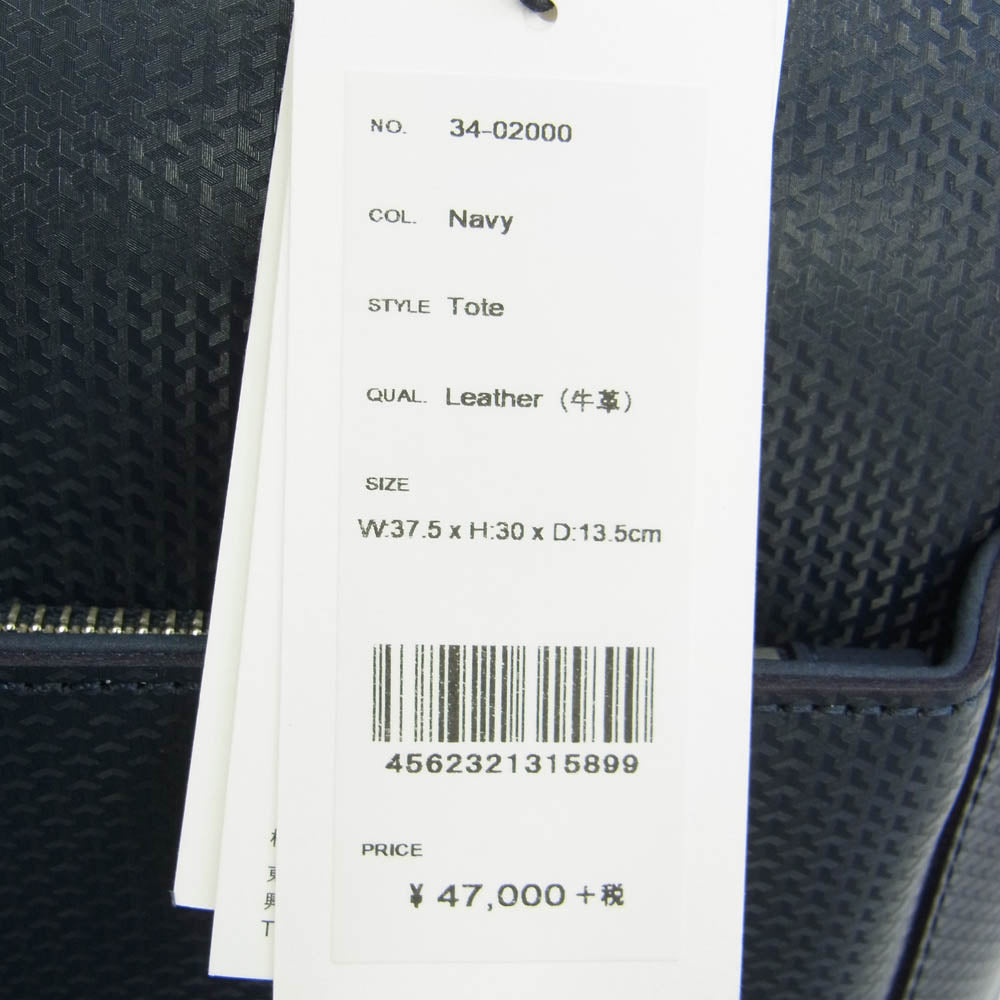 NO. 34-02000
COL. Navy
STYLE Tote
QUAL. Leather (牛革)
SIZE
W:37.5 x H:30 x D:13.5cm
4562321315899
PRICE
¥ 47,000 +税
T